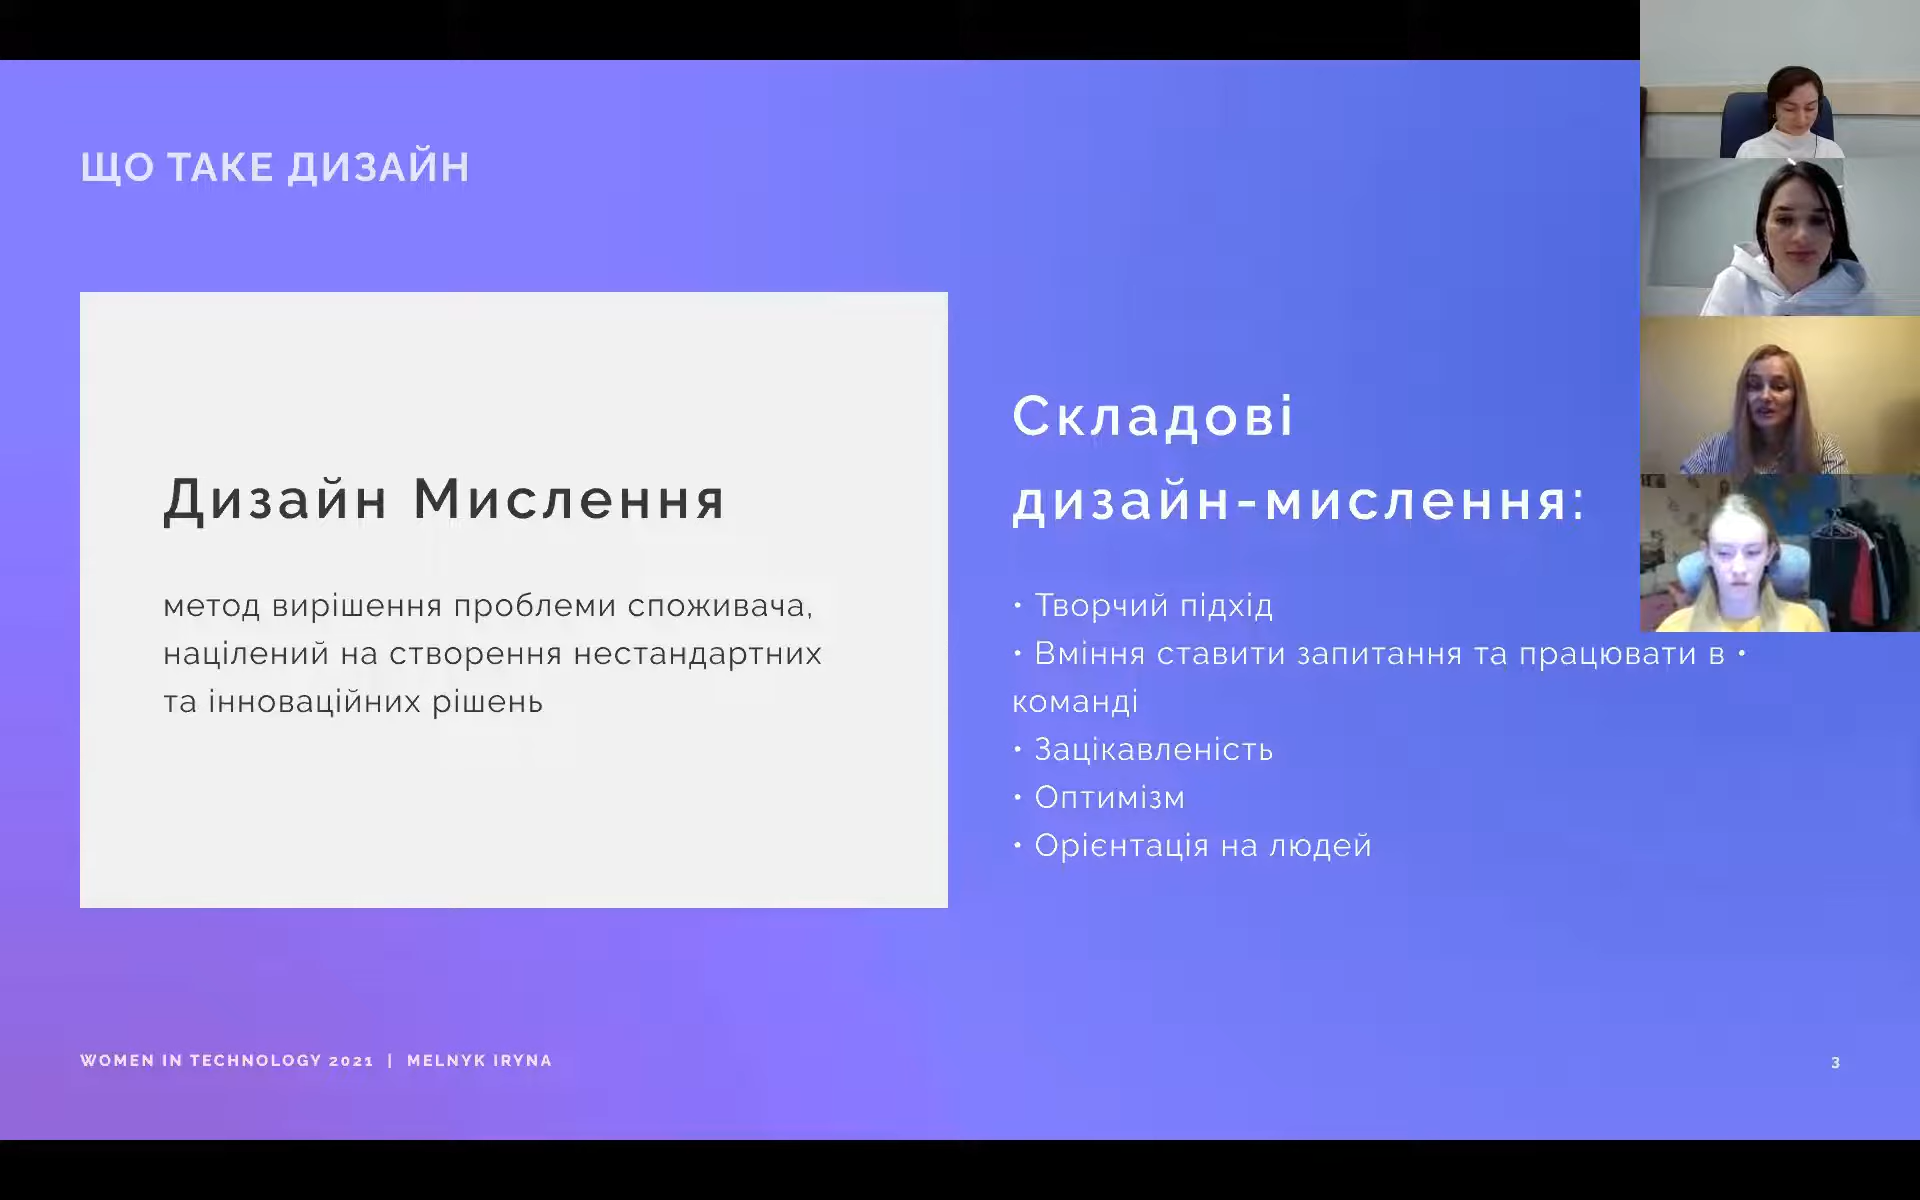 ЩО ТАКЕ ДИЗАЙН
Дизайн Мислення
метод вирішення проблеми споживача,
націлений на створення нестандартних
та інноваційних рішень
Складові
дизайн-мислення:
• Творчий підхід
• Вміння ставити запитання та працювати в •
команді
• Зацікавленість
• Оптимізм
• Орієнтація на людей
WOMEN IN TECHNOLOGY 2021 | MELNYK IRYNA
3